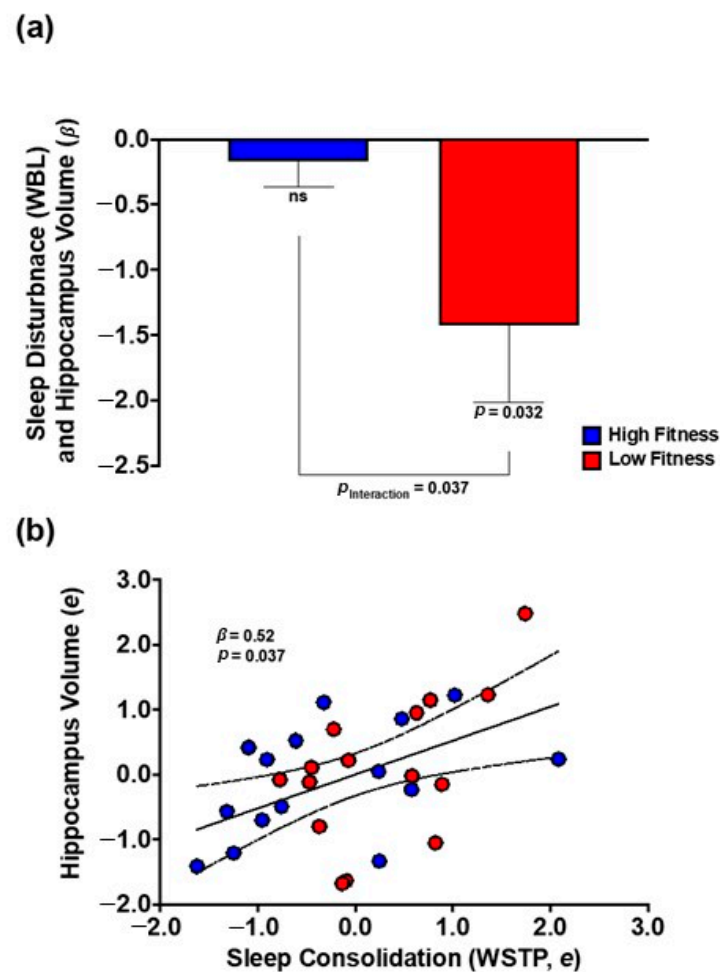 (a)
Sleep Disturbnace (WBL)
and Hippocampus Volume (β)
0.0
−0.5
−1.0
−1.5
−2.0
−2.5
ns
p = 0.032
pInteraction = 0.037
High Fitness
Low Fitness
(b)
Hippocampus Volume (e)
3.0
2.0
1.0
0.0
−1.0
−2.0
β = 0.52
p = 0.037
−2.0 −1.0 0.0 1.0 2.0 3.0
Sleep Consolidation (WSTP, e)